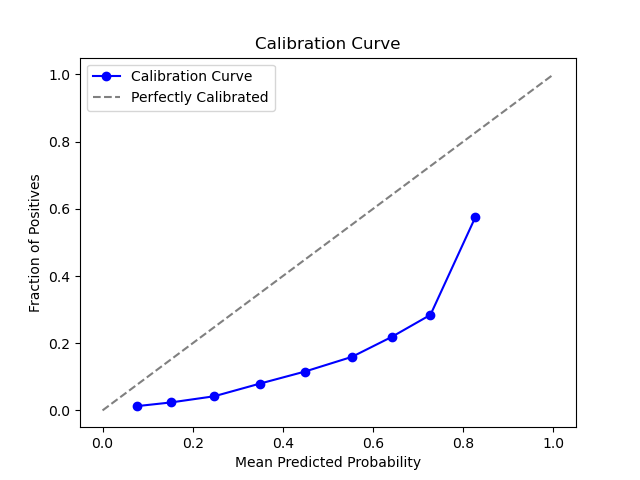 Calibration Curve
Calibration Curve
Perfectly Calibrated
1.0
0.8
0.6
0.4
0.2
0.0
Fraction of Positives
0.0 0.2 0.4 0.6 0.8 1.0
Mean Predicted Probability